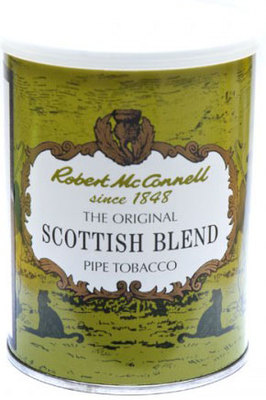 Robert McConnell
since 1848
THE ORIGINAL
SCOTTISH BLEND
PIPE TOBACCO